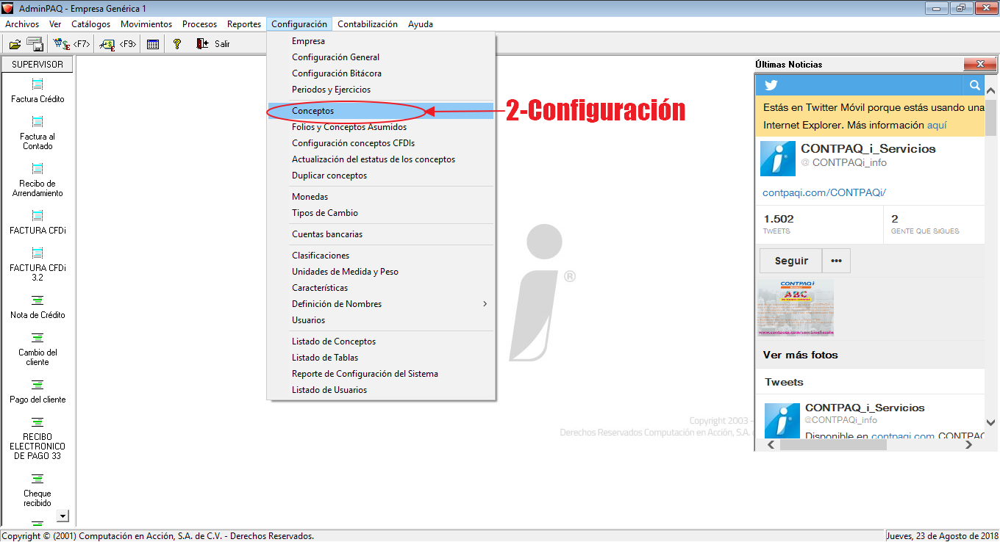 AdminPAQ - Empresa Genérica 1
Archivos Ver Catálogos Movimientos Procesos Reportes Configuración Contabilización Ayuda
<F7> <F9> Salir
SUPERVISOR
Factura Crédito
Factura al
Contado
Recibo de
Arrendamiento
FACTURA CFDi
FACTURA CFDi
3.2
Nota de Crédito
Cambio del
cliente
Pago del cliente
RECIBO
ELECTRONICO
DE PAGO 33
Cheque
recibido
Empresa
Configuración General
Configuración Bitácora
Periodos y Ejercicios
Conceptos
Folios y Conceptos Asumidos
Configuración conceptos CFDIs
Actualización del estatus de los conceptos
Duplicar conceptos
Monedas
Tipos de Cambio
Cuentas bancarias
Clasificaciones
Unidades de Medida y Peso
Características
Definición de Nombres
Usuarios
Listado de Conceptos
Listado de Tablas
Reporte de Configuración del Sistema
Listado de Usuarios
2-Configuración
®
Copyright 2003 -
Derechos Reservados Computación en Acción, S.A.
Últimas Noticias
Estás en Twitter Móvil porque estás usando una
Internet Explorer. Más información aquí
CONTPAQ_i_Servicios
@ CONTPAQi_info
contpaqi.com/CONTPAQi/
1.502
TWEETS
2
GENTE QUE SIGUES
Seguir •••
CONTPAQi
ABC
Ver más fotos
Tweets
CONTPAQ_i_Servicios
@CONTPAQi_info
Disponible en contpaqi.com CONTPAQ
Copyright © (2001) Computación en Acción, S.A. de C.V. - Derechos Reservados.
Jueves, 23 de Agosto de 2018